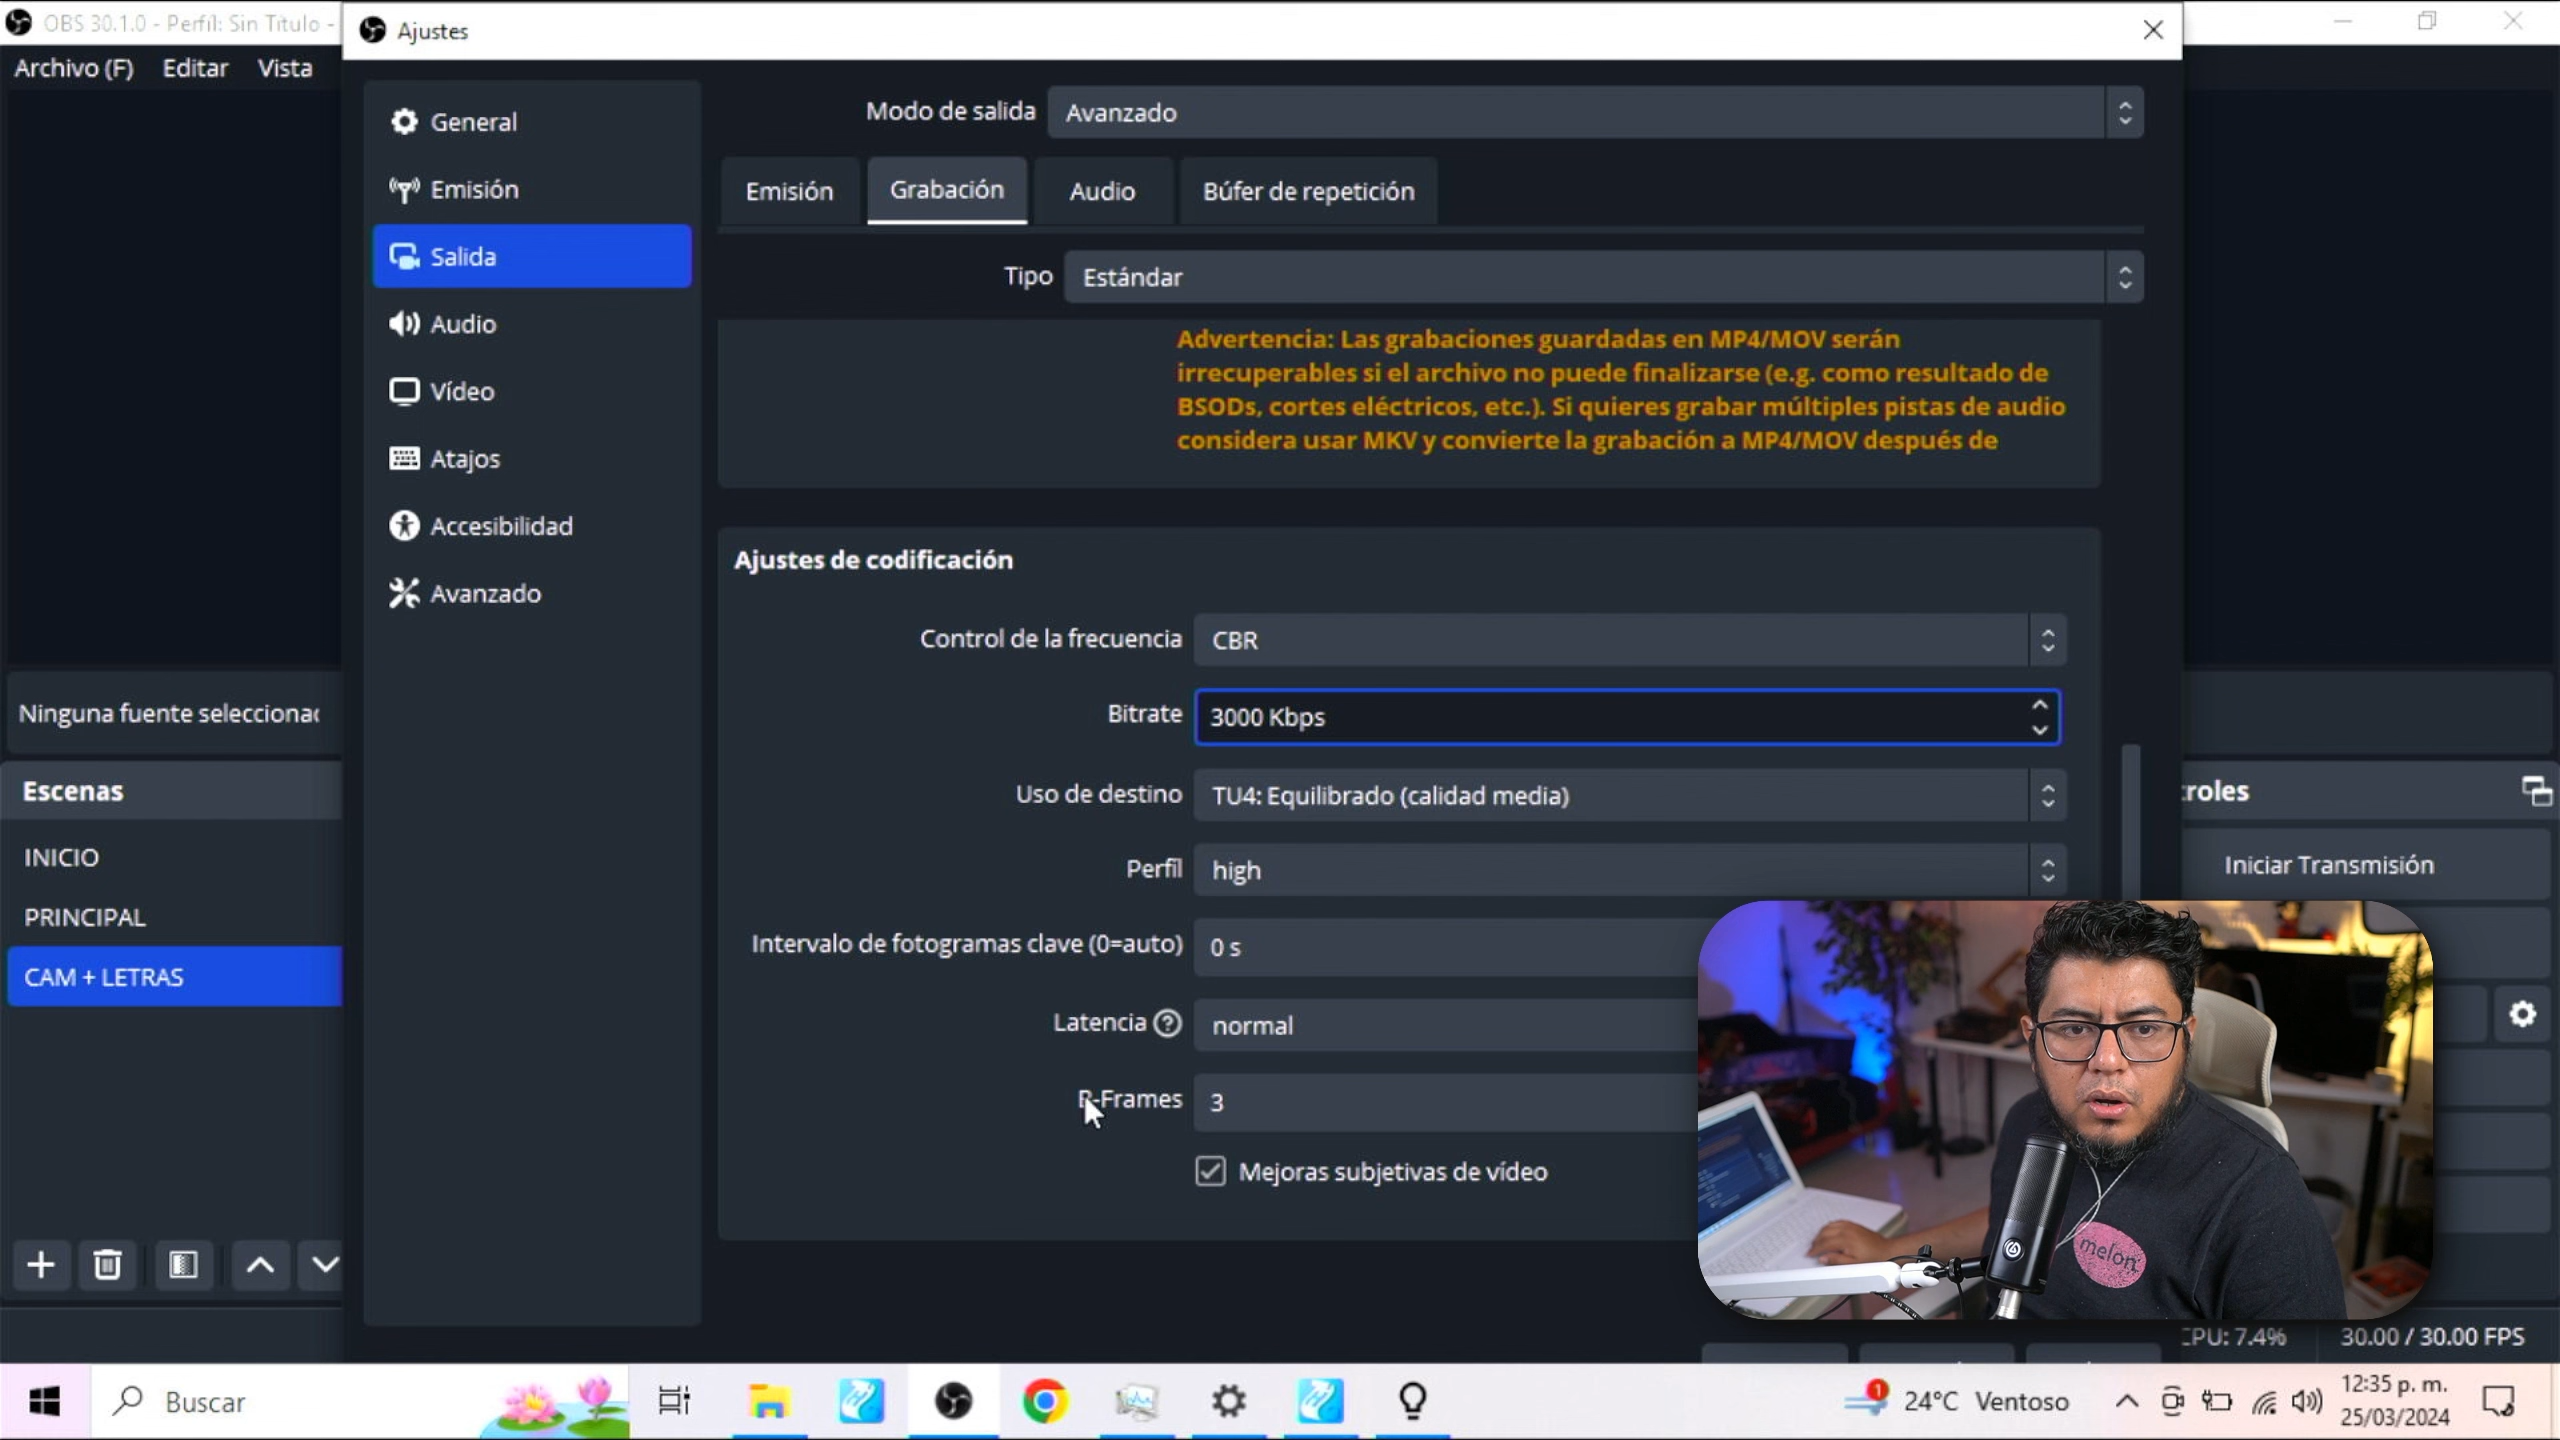 OBS 30.1.0 - Perfil: Sin Título -
Ajustes
Archivo (F) Editar Vista
General
Emisión
Salida
Audio
Vídeo
Atajos
Accesibilidad
Avanzado
Modo de salida Avanzado
Emisión Grabación Audio Búfer de repetición
Tipo Estándar
Advertencia: Las grabaciones guardadas en MP4/MOV serán
irrecuperables si el archivo no puede finalizarse (e.g. como resultado de
BSODs, cortes eléctricos, etc.). Si quieres grabar múltiples pistas de audio
considera usar MKV y convierte la grabación a MP4/MOV después de
Ajustes de codificación
Control de la frecuencia CBR
Bitrate 3000 Kbps
Uso de destino TU4: Equilibrado (calidad media)
Perfil high
Intervalo de fotogramas clave (0=auto) 0 s
Latencia normal
B-Frames 3
Mejoras subjetivas de vídeo
Ninguna fuente seleccionad
Escenas
INICIO
PRINCIPAL
CAM + LETRAS
troles
Iniciar Transmisión
melon
CPU: 7.4% 30.00 / 30.00 FPS
Buscar
1
24°C Ventoso
12:35 p. m.
25/03/2024